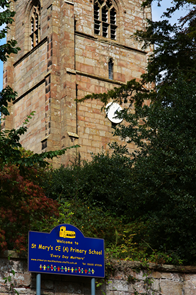 Welcome to
St Mary's CE (A) Primary School
'Every Day Matters'